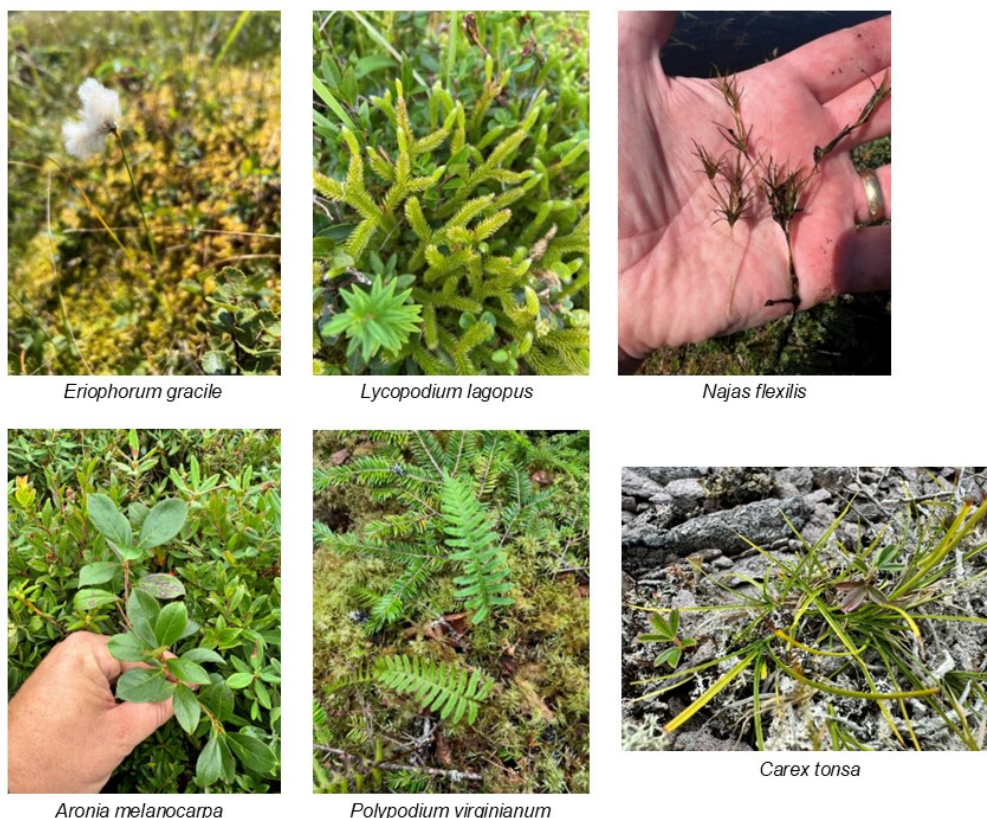 Eriophorum gracile
Lycopodium lagopus
Najas flexilis
Aronia melanocarpa
Polypodium virginianum
Carex tonsa